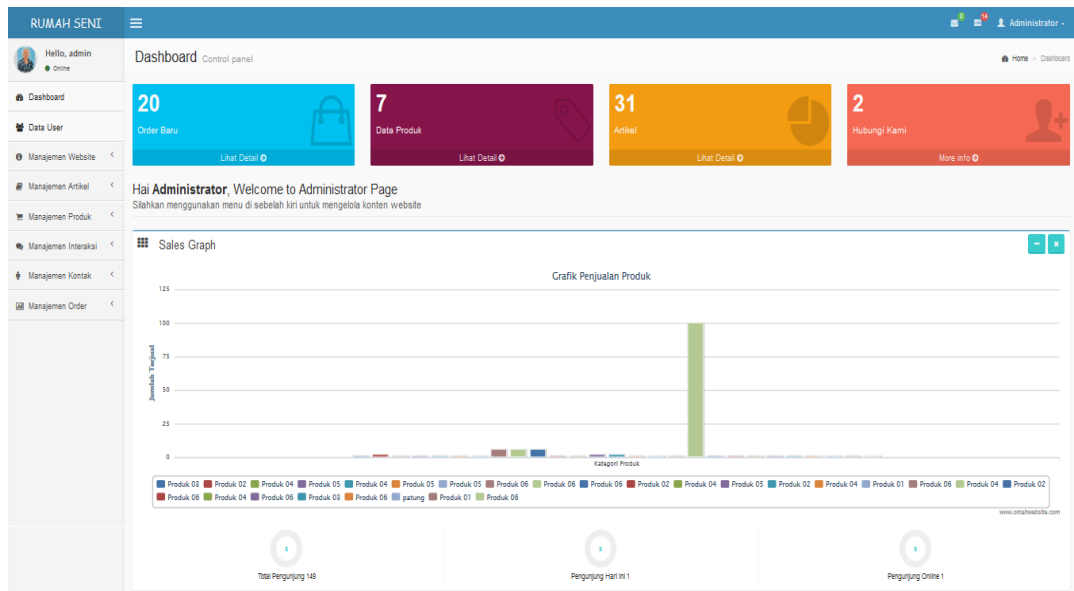 RUMAH SENI
0
14
Administrator
Hello, admin
Online
Dashboard Control panel
Home > Dashboard
Dashboard
Data User
Manajemen Website
Manajemen Artikel
Manajemen Produk
Manajemen Interaksi
Manajemen Kontak
Manajemen Order
20
Order Baru
Lihat Detail
7
Data Produk
Lihat Detail
31
Artikel
Lihat Detail
2
Hubungi Kami
More info
Hai Administrator, Welcome to Administrator Page
Silahkan menggunakan menu di sebelah kiri untuk mengelola konten website
Sales Graph
Grafik Penjualan Produk
125
100
75
50
25
0
Jumlah Terjual
Katagori Produk
Produk 03 Produk 02 Produk 04 Produk 05 Produk 04 Produk 05 Produk 05 Produk 06 Produk 06 Produk 06 Produk 02 Produk 04 Produk 05 Produk 02 Produk 04 Produk 01 Produk 06 Produk 04 Produk 02
Produk 06 Produk 04 Produk 06 Produk 03 Produk 06 patung Produk 01 Produk 06
www.omahwebsite.com
Total Pengunjung 149
Pengunjung Hari Ini 1
Pengunjung Online 1